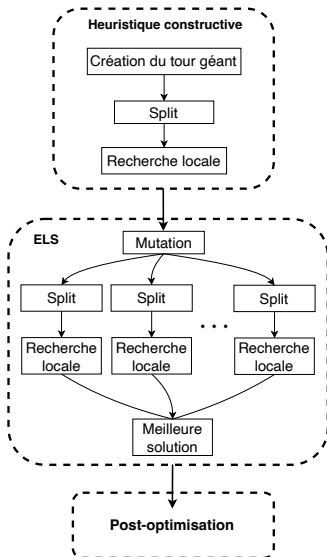 Heuristique constructive
Création du tour géant
Split
Recherche locale
ELS
Mutation
Split
Split
Split
. . .
Recherche
locale
Recherche
locale
Recherche
locale
Meilleure
solution
Post-optimisation